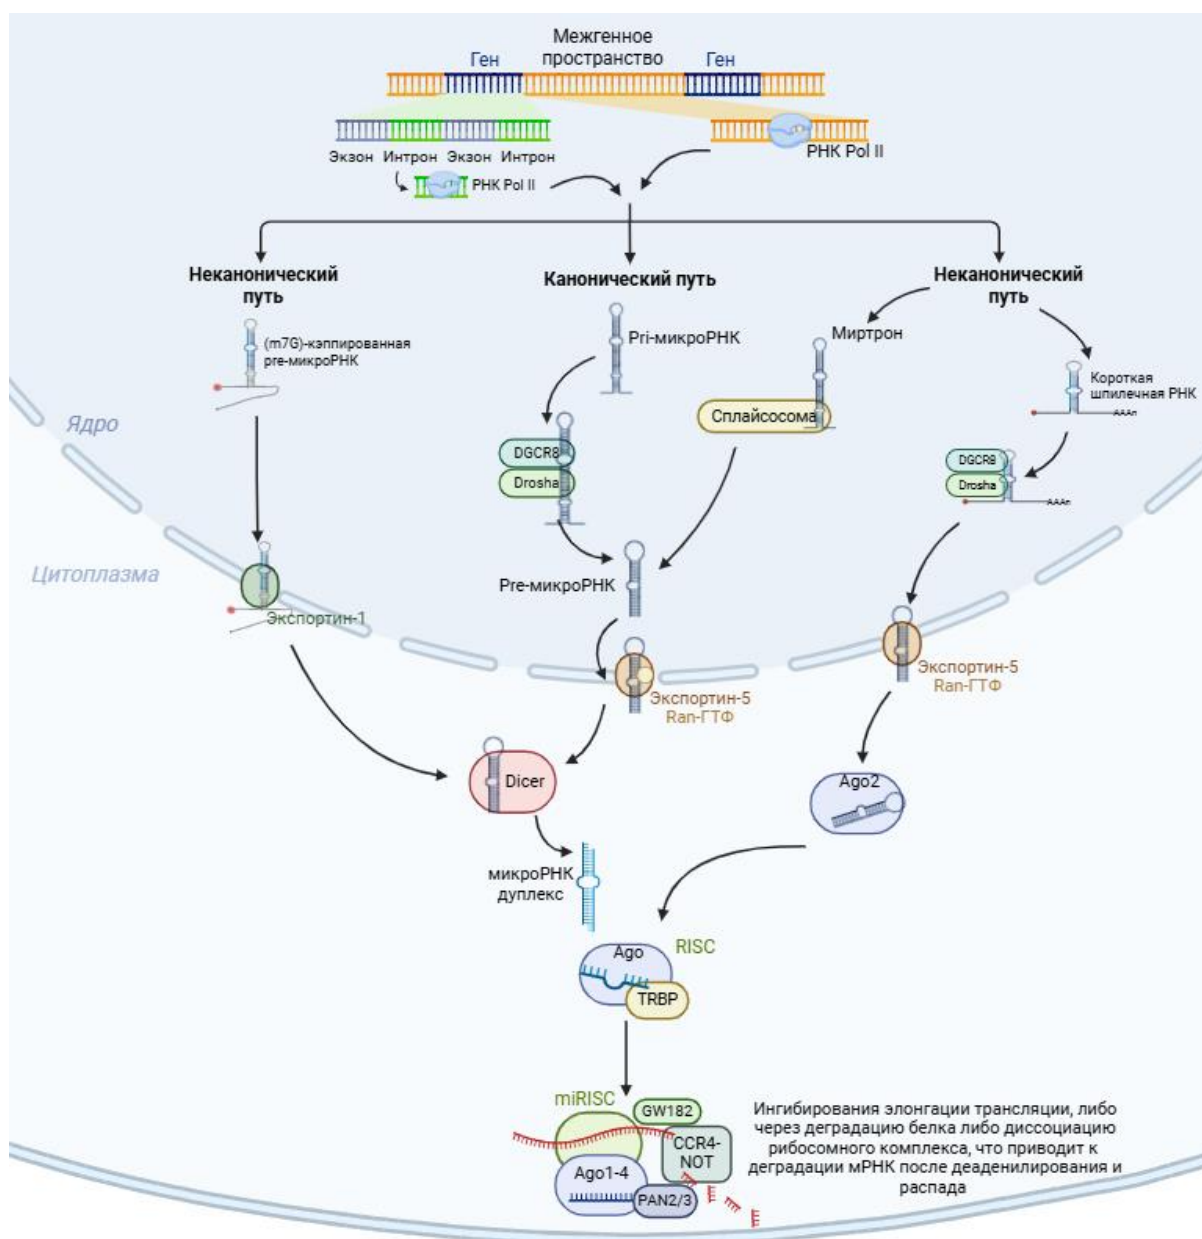 Межгенное
пространство
Ген
Ген
Экзон Интрон Экзон Интрон
РНК Pol II
РНК Pol II
Неканонический
путь
Канонический путь
Неканонический
путь
(m7G)-кэппированная
pre-микроРНК
Pri-микроРНК
Миртрон
Короткая
шпилечная РНК
AAAn
Сплайсосома
Ядро
DGCR8
Drosha
DGCR8
Drosha
AAAn
Цитоплазма
Pre-микроРНК
Экспортин-1
Экспортин-5
Ran-ГТФ
Экспортин-5
Ran-ГТФ
Dicer
Ago2
микроРНК
дуплекс
RISC
Ago
TRBP
miRISC
GW182
CCR4-
NOT
Ago1-4
PAN2/3
Ингибирования элонгации трансляции, либо
через деградацию белка либо диссоциацию
рибосомного комплекса, что приводит к
деградации мРНК после деаденилирования и
распада